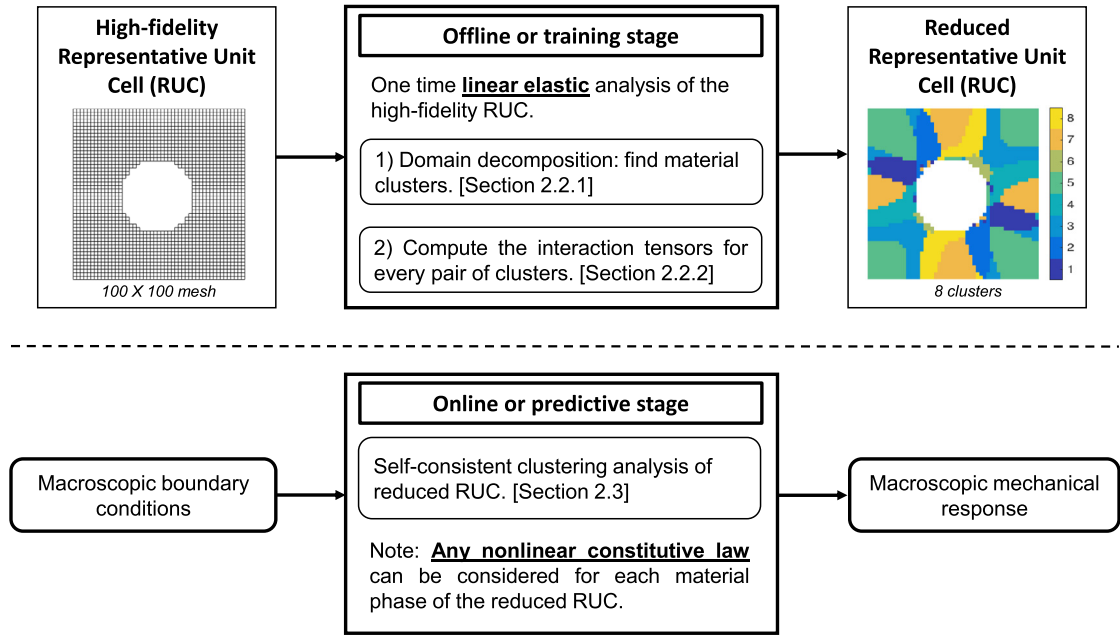 High-fidelity
Representative Unit
Cell (RUC)
100 X 100 mesh
Offline or training stage
One time linear elastic analysis of the
high-fidelity RUC.
1) Domain decomposition: find material
clusters. [Section 2.2.1]
2) Compute the interaction tensors for
every pair of clusters. [Section 2.2.2]
Reduced
Representative Unit
Cell (RUC)
8
7
6
5
4
3
2
1
8 clusters
Macroscopic boundary
conditions
Online or predictive stage
Self-consistent clustering analysis of
reduced RUC. [Section 2.3]
Note: Any nonlinear constitutive law
can be considered for each material
phase of the reduced RUC.
Macroscopic mechanical
response